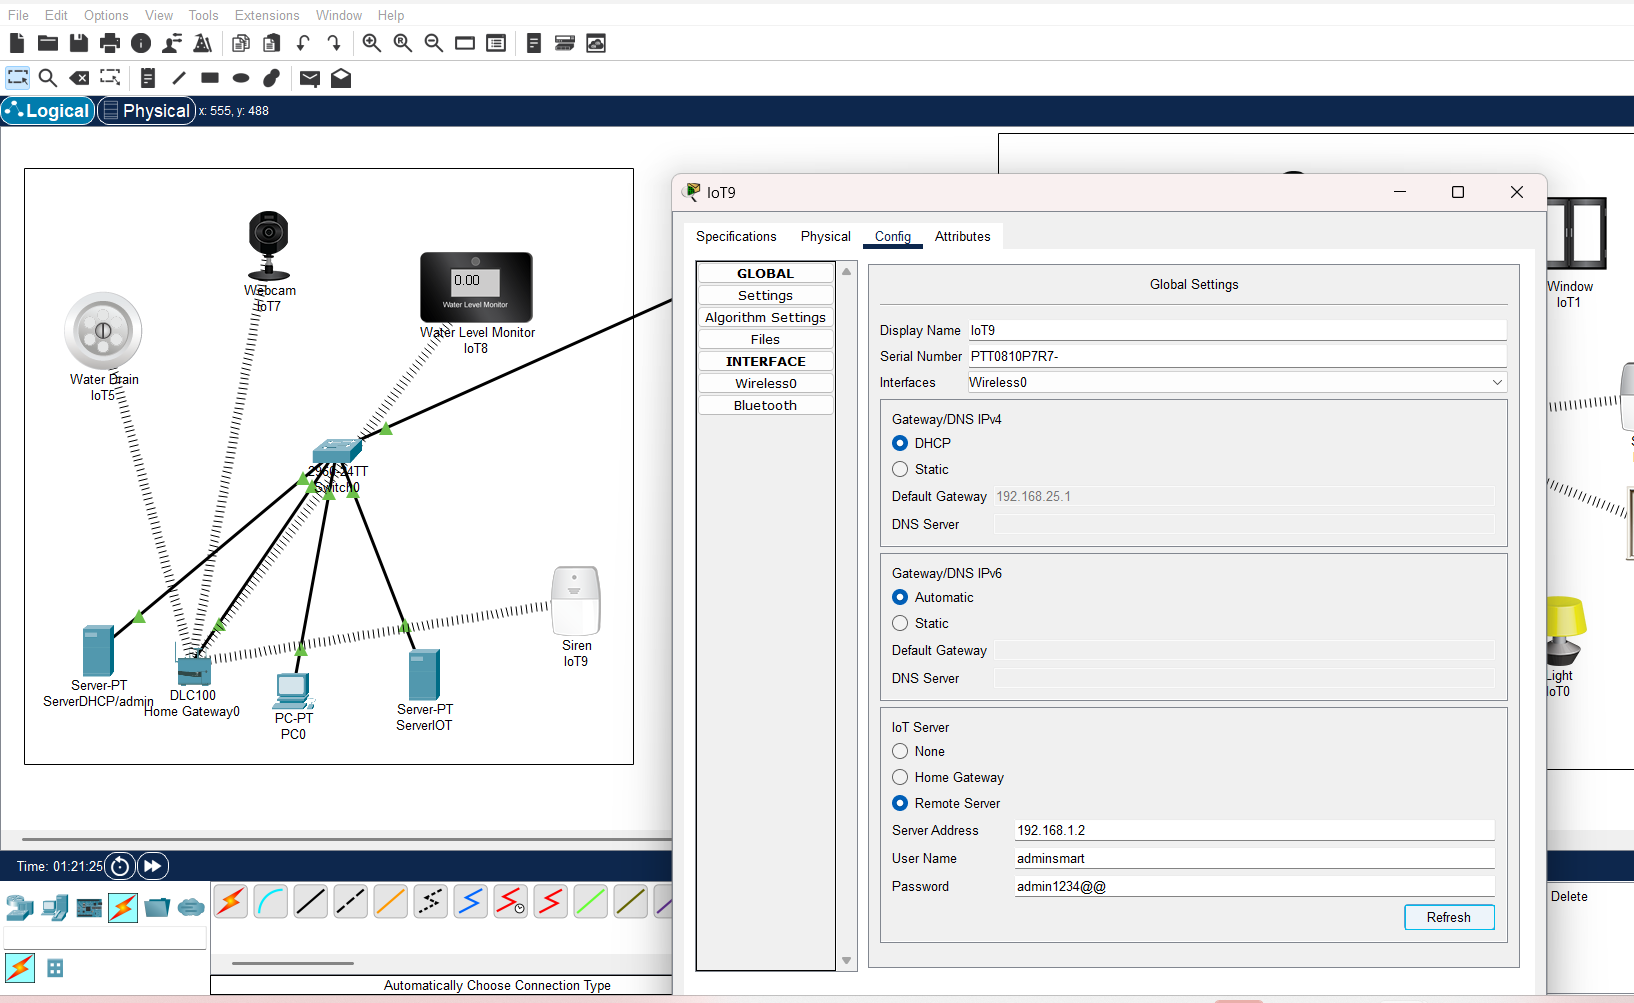 File Edit Options View Tools Extensions Window Help
Logical Physical x: 555, y: 488
Webcam
IoT7
0.00
Water Level Monitor
Water Level Monitor
IoT8
Water Drain
IoT5
2960-24TT
Switch0
Server-PT
ServerDHCP/admin
DLC100
Home Gateway0
PC-PT
PC0
Server-PT
ServerIOT
Siren
IoT9
Window
IoT1
Light
IoT0
IoT9
Specifications Physical Config Attributes
GLOBAL
Settings
Algorithm Settings
Files
INTERFACE
Wireless0
Bluetooth
Global Settings
Display Name IoT9
Serial Number PTT0810P7R7-
Interfaces Wireless0
Gateway/DNS IPv4
DHCP
Static
Default Gateway 192.168.25.1
DNS Server
Gateway/DNS IPv6
Automatic
Static
Default Gateway
DNS Server
IoT Server
None
Home Gateway
Remote Server
Server Address 192.168.1.2
User Name adminsmart
Password admin1234@@
Refresh
Time: 01:21:25
Delete
Automatically Choose Connection Type